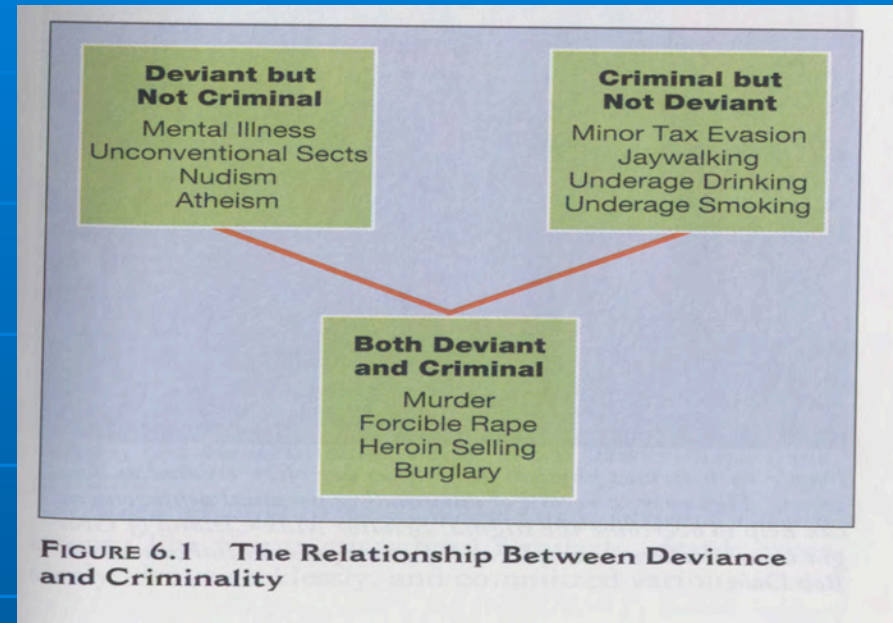 Deviant but
Not Criminal
Mental Illness
Unconventional Sects
Nudism
Atheism
Criminal but
Not Deviant
Minor Tax Evasion
Jaywalking
Underage Drinking
Underage Smoking
Both Deviant
and Criminal
Murder
Forcible Rape
Heroin Selling
Burglary
FIGURE 6.1 The Relationship Between Deviance
and Criminality